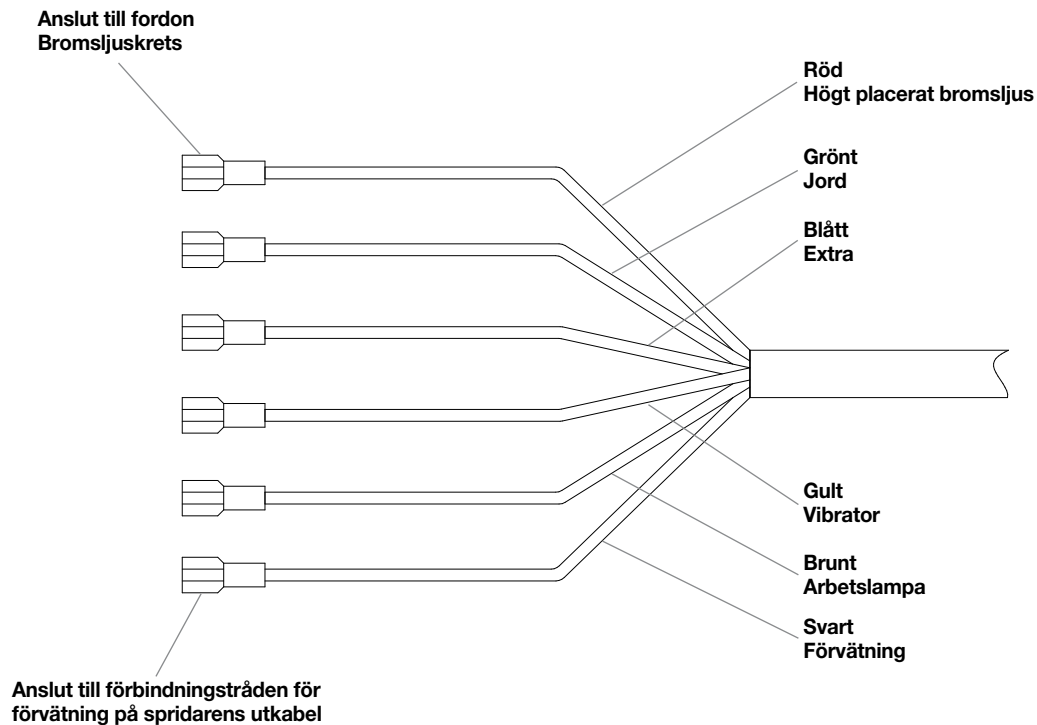 Anslut till fordon
Bromsljuskrets
Röd
Högt placerat bromsljus
Grönt
Jord
Blått
Extra
Gult
Vibrator
Brunt
Arbetslampa
Svart
Förvätning
Anslut till förbindningstråden för
förvätning på spridarens utkabel